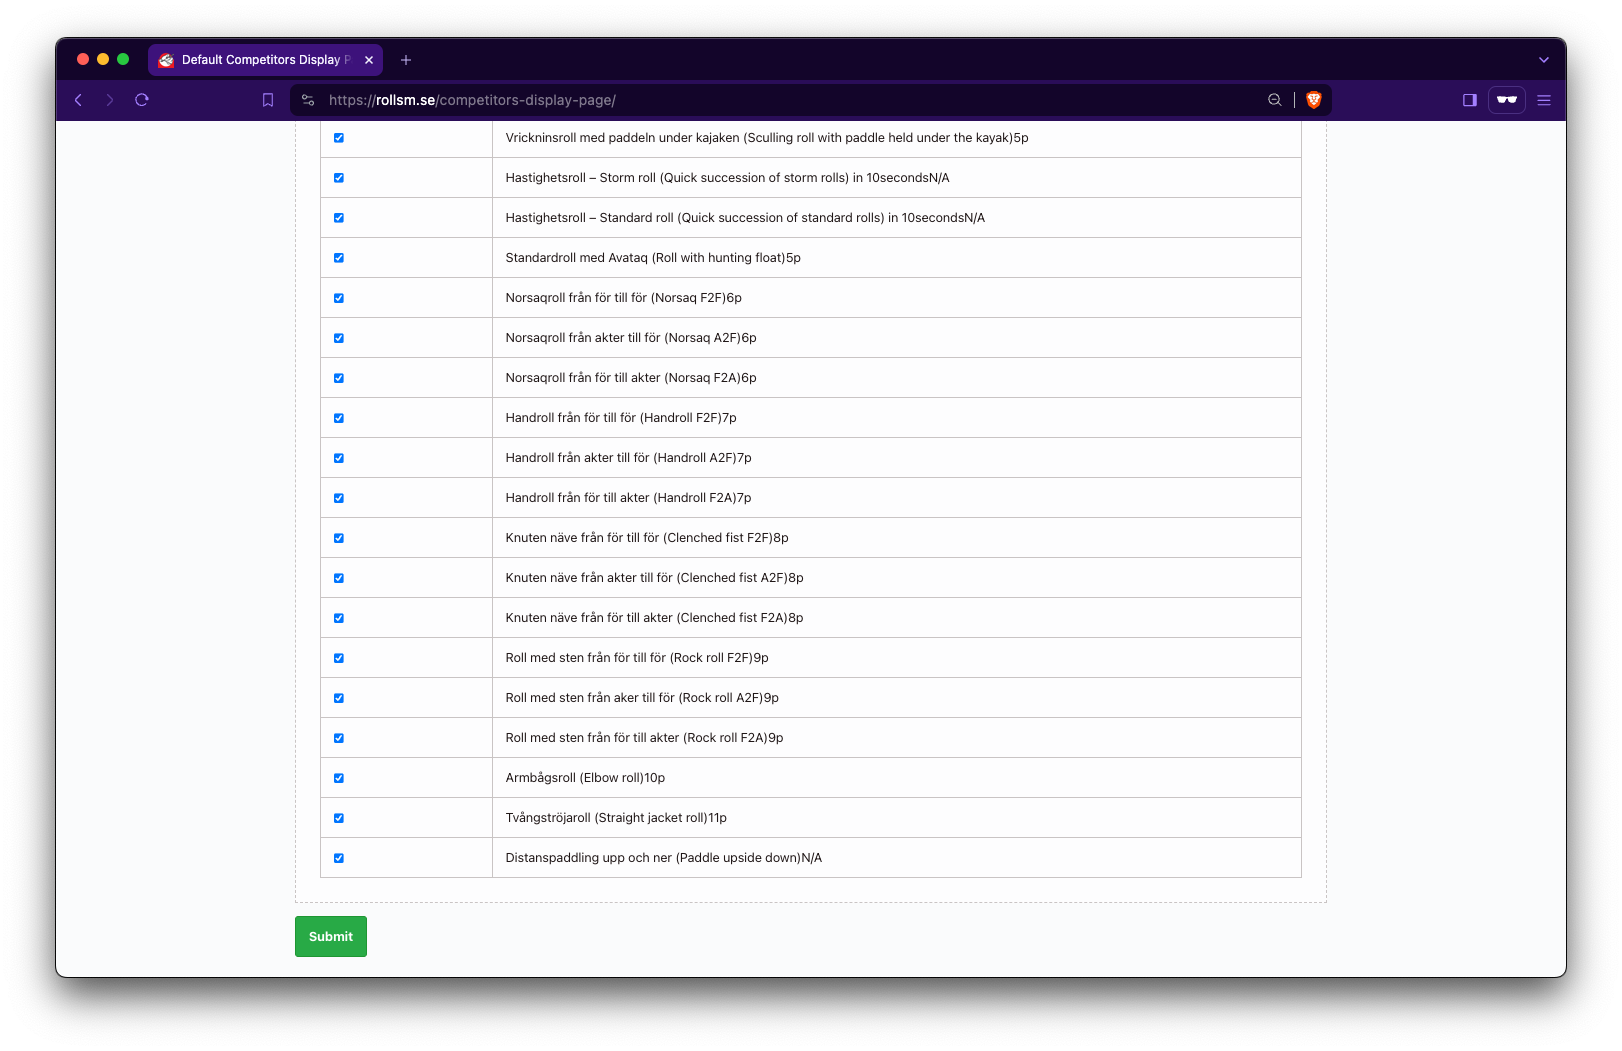 Default Competitors Display P
https://rollsm.se/competitors-display-page/
Vrickninsroll med paddeln under kajaken (Sculling roll with paddle held under the kayak)5p
Hastighetsroll – Storm roll (Quick succession of storm rolls) in 10secondsN/A
Hastighetsroll – Standard roll (Quick succession of standard rolls) in 10secondsN/A
Standardroll med Avataq (Roll with hunting float)5p
Norsaqroll från för till för (Norsaq F2F)6p
Norsaqroll från akter till för (Norsaq A2F)6p
Norsaqroll från för till akter (Norsaq F2A)6p
Handroll från för till för (Handroll F2F)7p
Handroll från akter till för (Handroll A2F)7p
Handroll från för till akter (Handroll F2A)7p
Knuten näve från för till för (Clenched fist F2F)8p
Knuten näve från akter till för (Clenched fist A2F)8p
Knuten näve från för till akter (Clenched fist F2A)8p
Roll med sten från för till för (Rock roll F2F)9p
Roll med sten från aker till för (Rock roll A2F)9p
Roll med sten från för till akter (Rock roll F2A)9p
Armbågsroll (Elbow roll)10p
Tvångströjaroll (Straight jacket roll)11p
Distanspaddling upp och ner (Paddle upside down)N/A
Submit